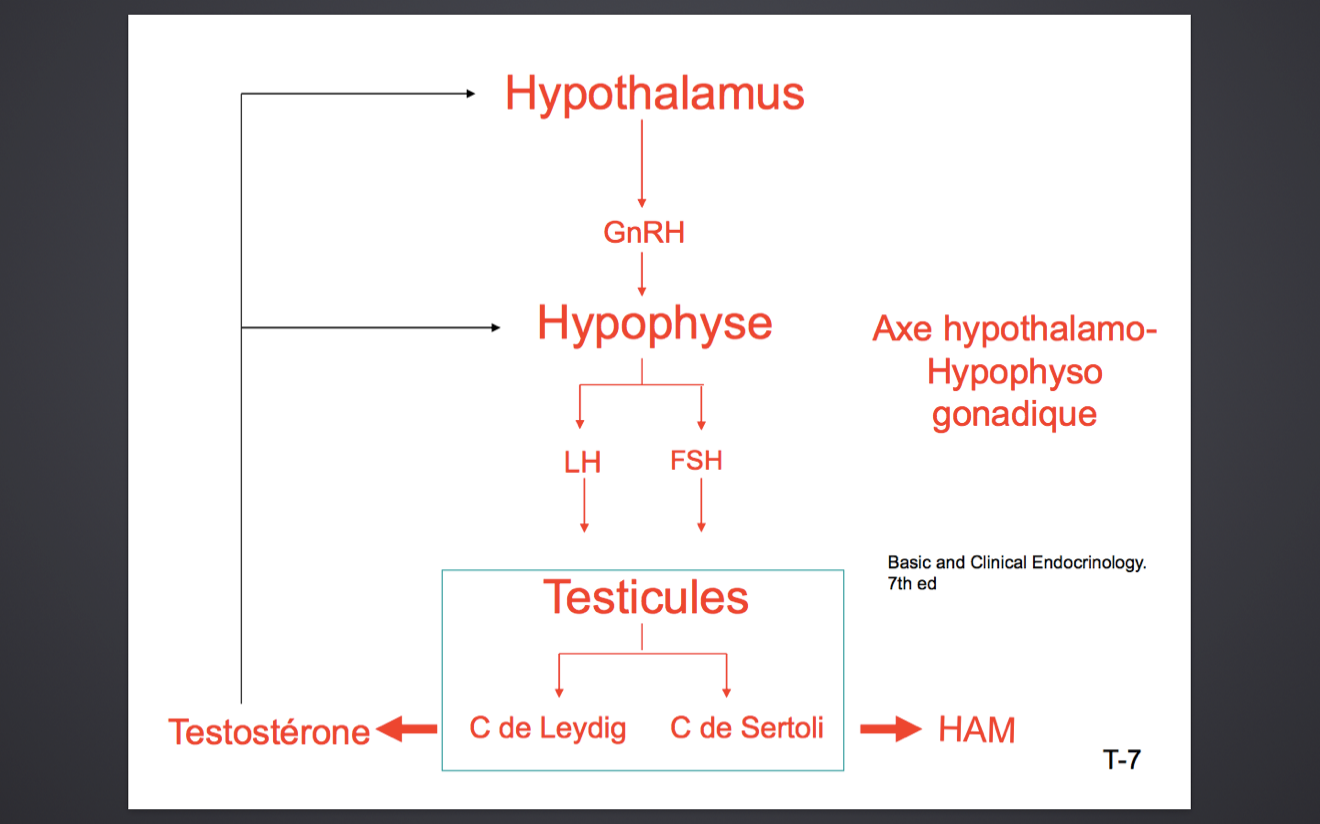 Hypothalamus
GnRH
Hypophyse
Axe hypothalamo-
Hypophyso
gonadique
LH
FSH
Basic and Clinical Endocrinology.
7th ed
Testicules
Testostérone
C de Leydig
C de Sertoli
HAM
T-7